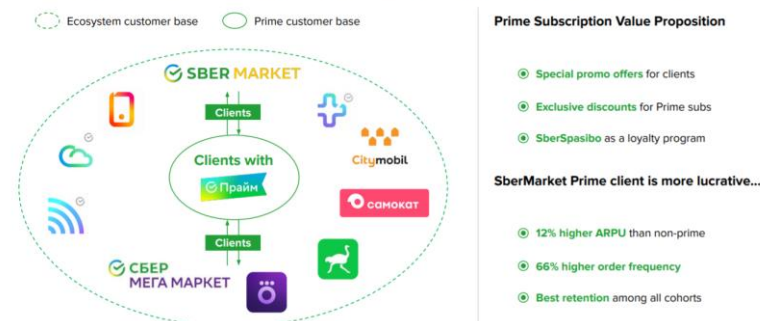 Ecosystem customer base
Prime customer base
SBER MARKET
Clients
Clients with
Прайм
Citymobil
самокат
Clients
СБЕР
МЕГА МАРКЕТ
ӧ
Prime Subscription Value Proposition
Special promo offers for clients
Exclusive discounts for Prime subs
SberSpasibo as a loyalty program
SberMarket Prime client is more lucrative...
12% higher ARPU than non-prime
66% higher order frequency
Best retention among all cohorts